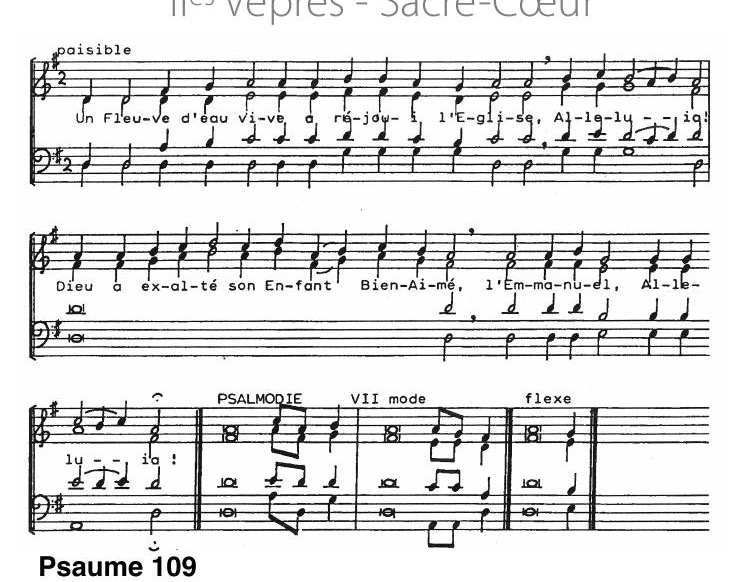 IIes Vêpres - Sacré-Cœur
paisible
Un Fleu-ve d'eau vi-ve a ré-jou- i l'E-gli-se, Al-le-lu - - ia!
Dieu a ex-al-té son En-fant Bien-Ai-mé, l'Em-ma-nu-el, Al-le-
PSALMODIE VII mode flexe
lu - - ia !
Psaume 109